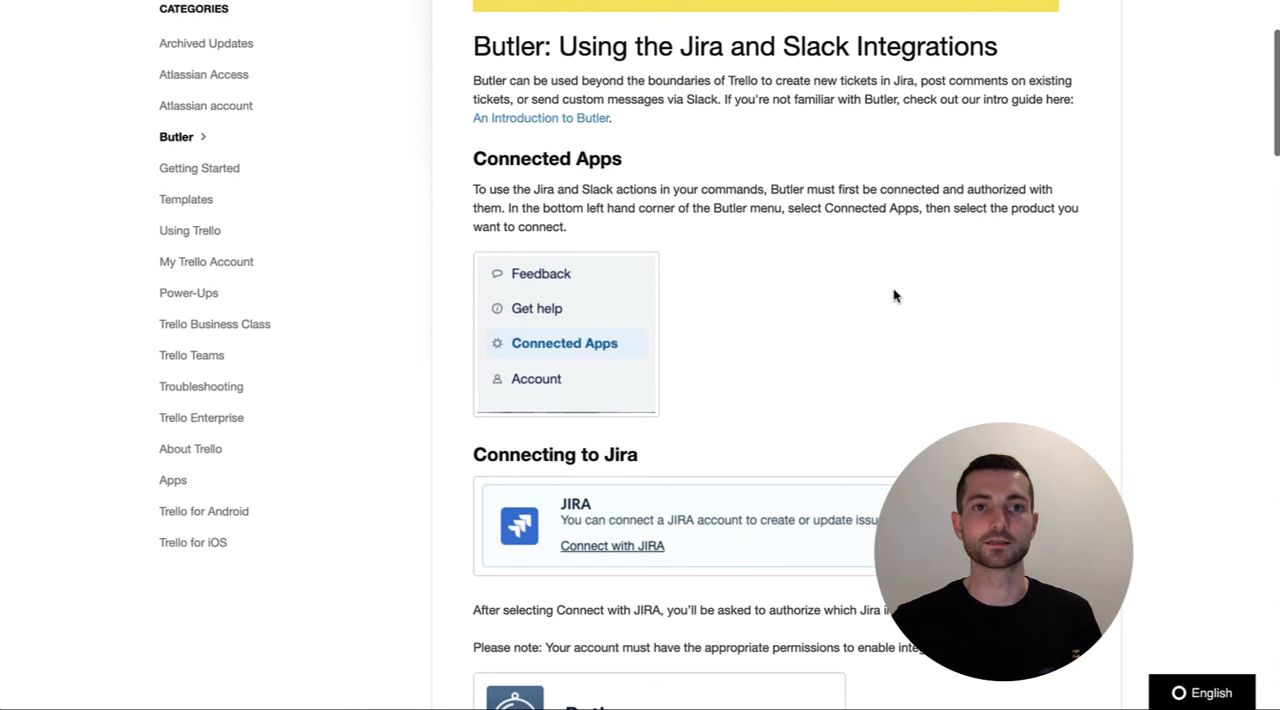 CATEGORIES
Archived Updates
Atlassian Access
Atlassian account
Butler
Getting Started
Templates
Using Trello
My Trello Account
Power-Ups
Trello Business Class
Trello Teams
Troubleshooting
Trello Enterprise
About Trello
Apps
Trello for Android
Trello for iOS
Butler: Using the Jira and Slack Integrations
Butler can be used beyond the boundaries of Trello to create new tickets in Jira, post comments on existing
tickets, or send custom messages via Slack. If you're not familiar with Butler, check out our intro guide here:
An Introduction to Butler.
Connected Apps
To use the Jira and Slack actions in your commands, Butler must first be connected and authorized with
them. In the bottom left hand corner of the Butler menu, select Connected Apps, then select the product you
want to connect.
Feedback
Get help
Connected Apps
Account
Connecting to Jira
JIRA
You can connect a JIRA account to create or update
Connect with JIRA
After selecting Connect with JIRA, you'll be asked to authorize which Jira
Please note: Your account must have the appropriate permissions to enable
English